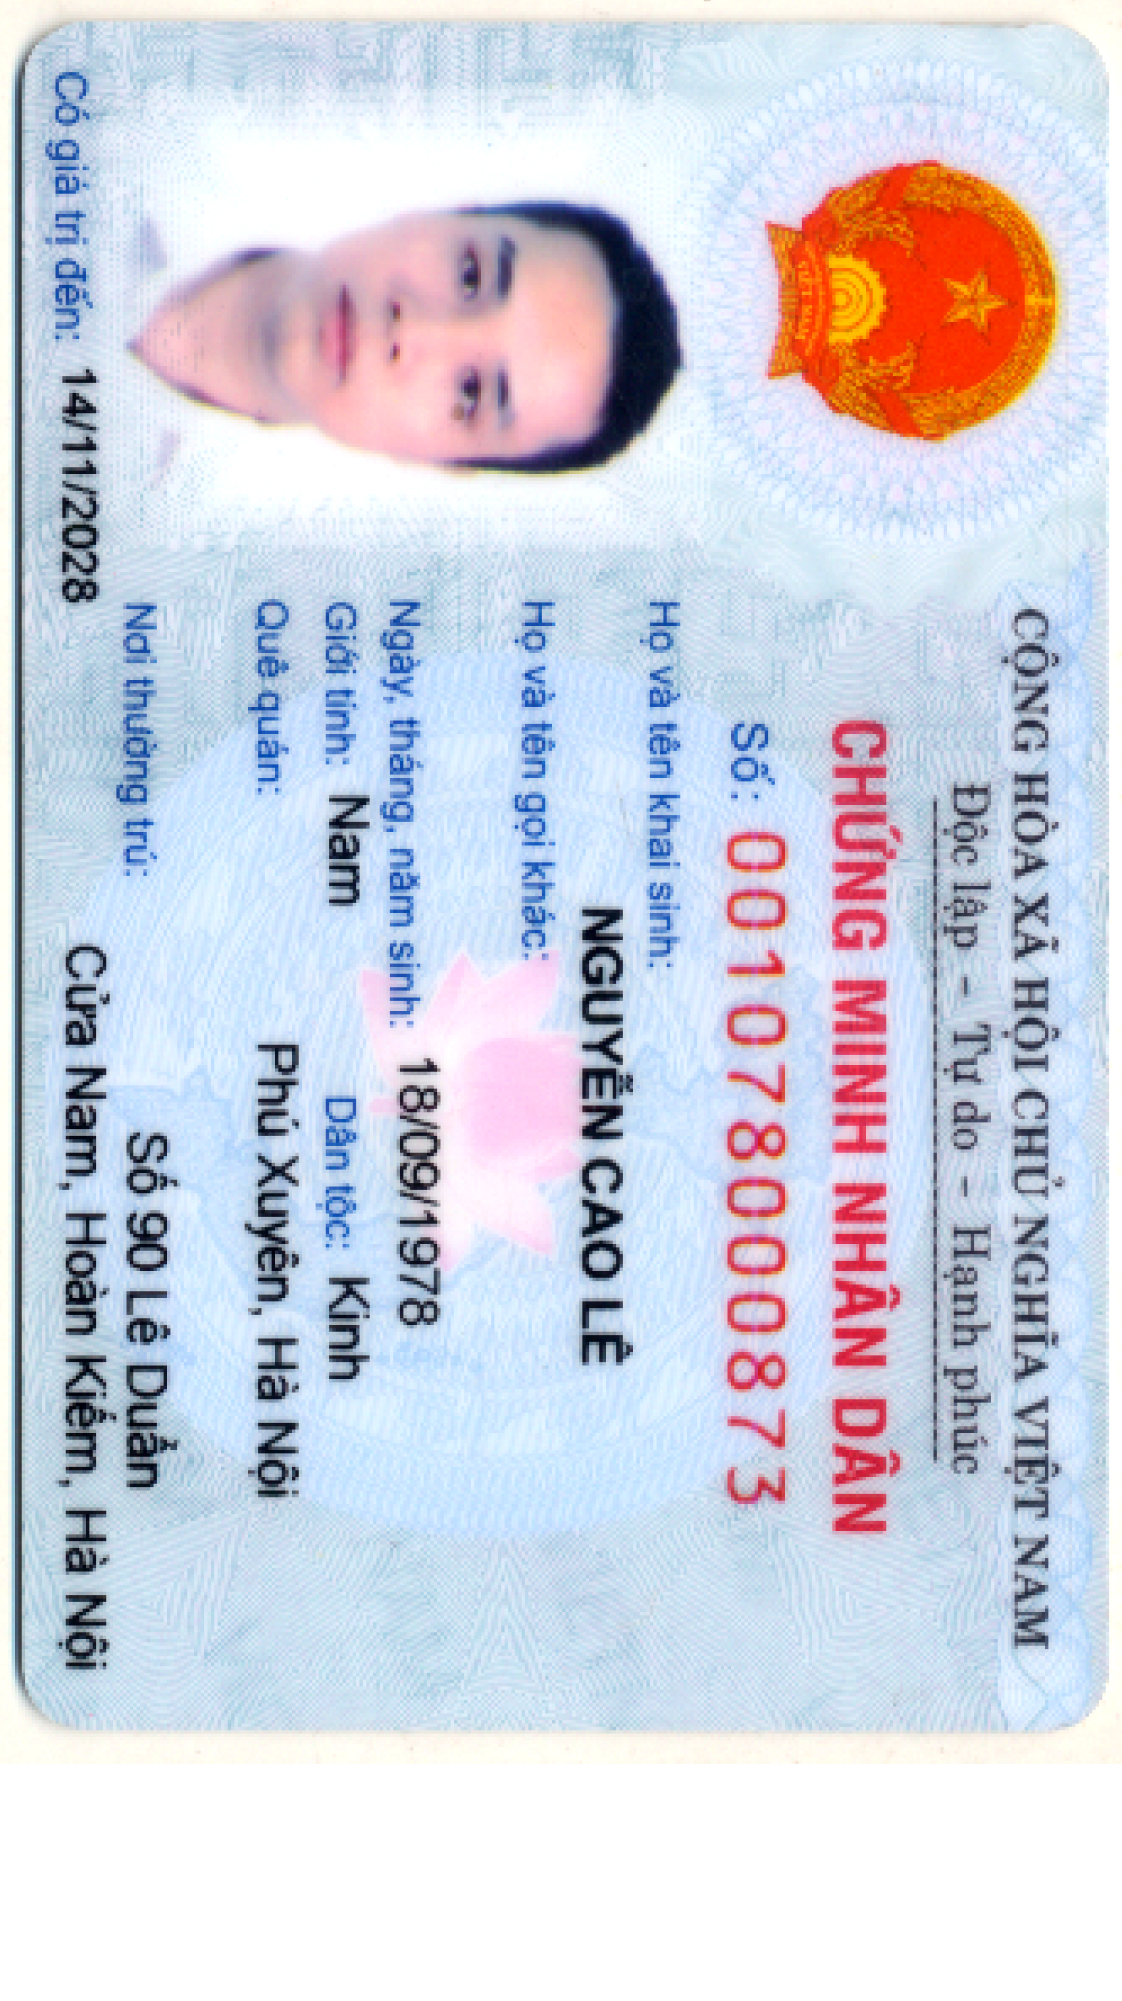 CỘNG HÒA XÃ HỘI CHỦ NGHĨA VIỆT NAM
Độc lập - Tự do - Hạnh phúc
CHỨNG MINH NHÂN DÂN
Số: 001078000873
Họ và tên khai sinh:
NGUYỄN CAO LÊ
Họ và tên gọi khác:
Ngày, tháng, năm sinh: 18/09/1978
Giới tính: Nam Dân tộc: Kinh
Quê quán:
Phú Xuyên, Hà Nội
Nơi thường trú:
Số 90 Lê Duẩn
Cửa Nam, Hoàn Kiếm, Hà Nội
Có giá trị đến: 14/11/2028
VIỆT NAM